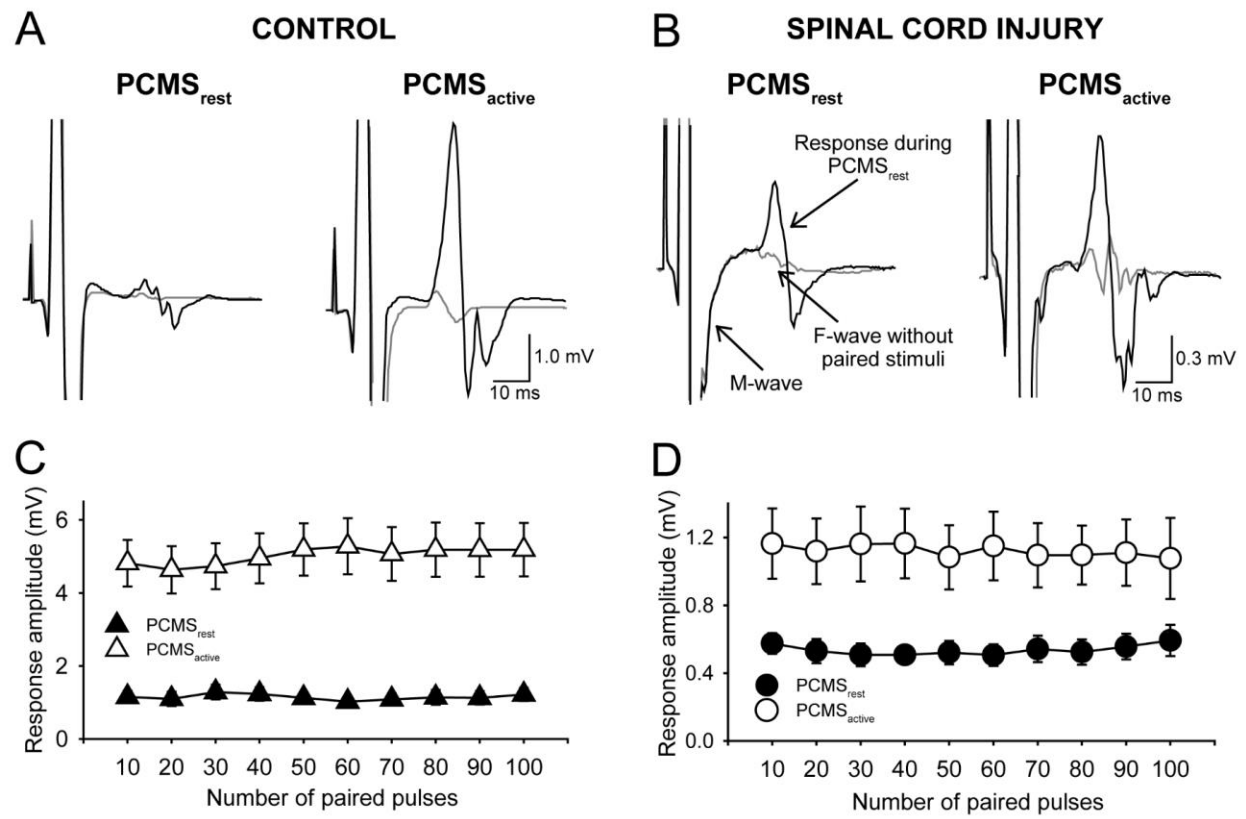 A
CONTROL
PCMSrest
PCMSactive
1.0 mV
10 ms
B
SPINAL CORD INJURY
PCMSrest
PCMSactive
Response during
PCMSrest
F-wave without
paired stimuli
M-wave
0.3 mV
10 ms
C
Response amplitude (mV)
6
4
2
0
PCMSrest
PCMSactive
10 20 30 40 50 60 70 80 90 100
Number of paired pulses
D
Response amplitude (mV)
1.2
0.8
0.4
0.0
PCMSrest
PCMSactive
10 20 30 40 50 60 70 80 90 100
Number of paired pulses